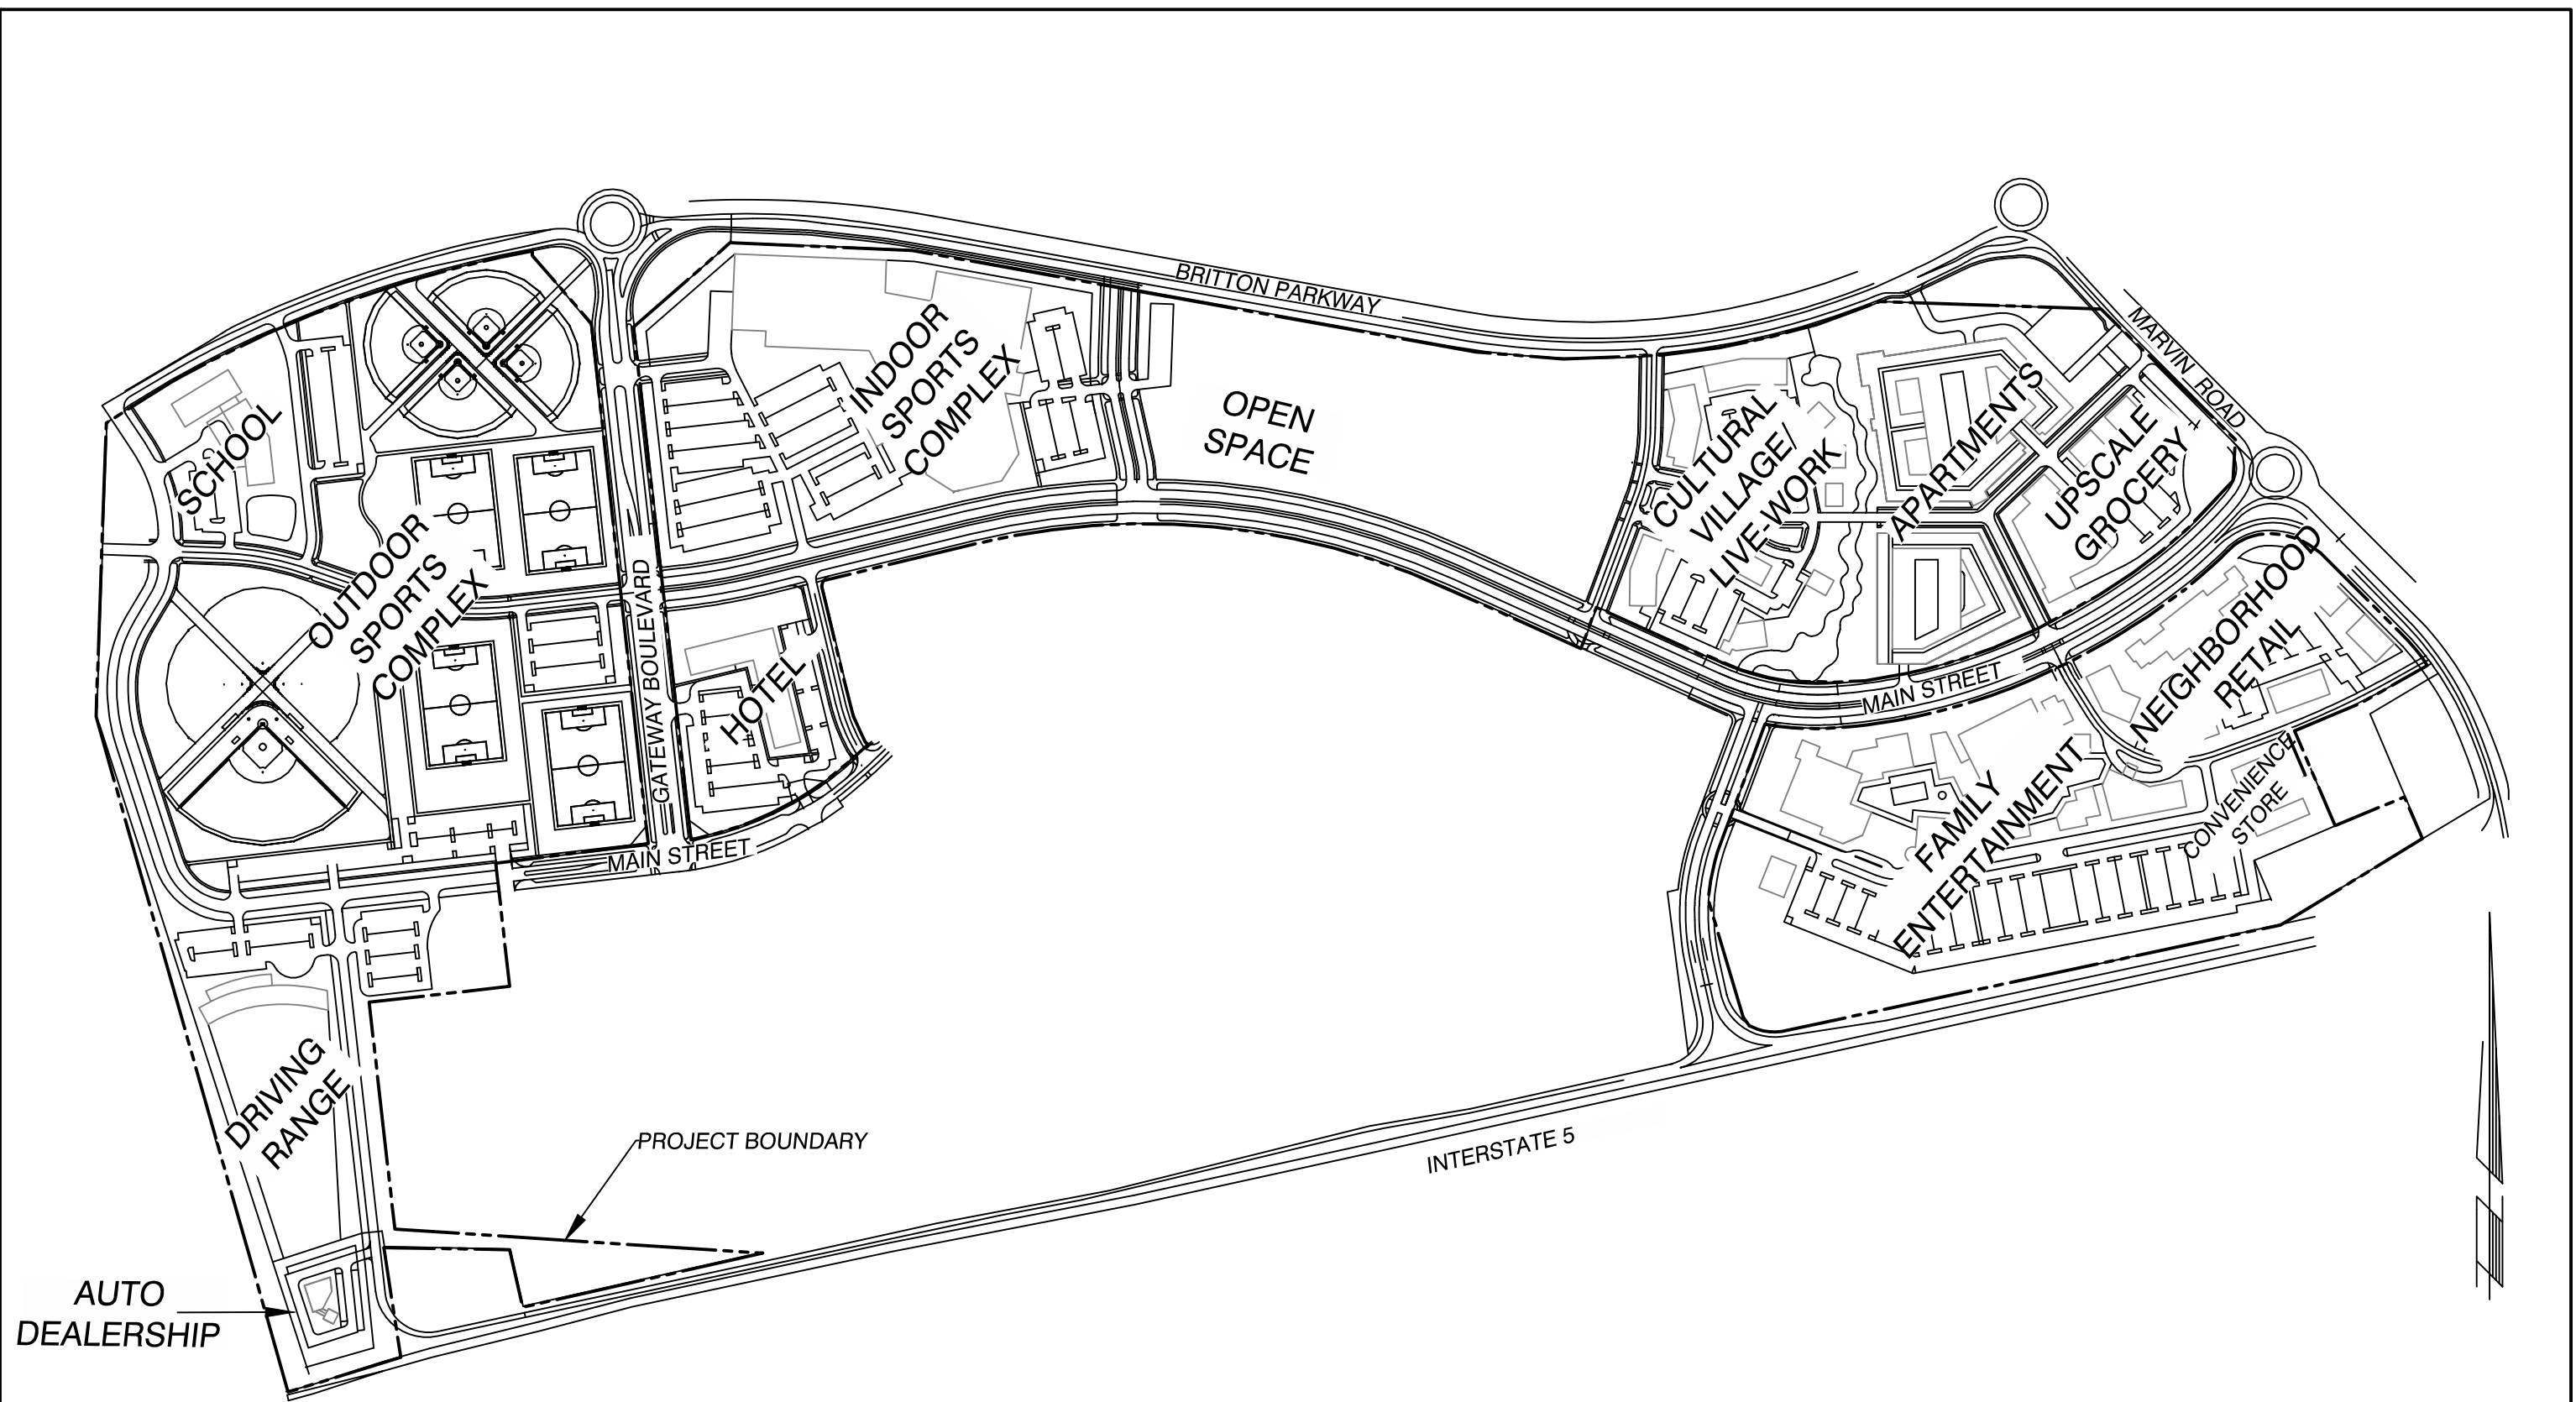 BRITTON PARKWAY
MARVIN ROAD
INDOOR
SPORTS
COMPLEX
OPEN
SPACE
SCHOOL
CULTURAL
VILLAGE/
LIVE-WORK
APARTMENTS
UPSCALE
GROCERY
OUTDOOR
SPORTS
COMPLEX
GATEWAY BOULEVARD
HOTEL
NEIGHBORHOOD
RETAIL
MAIN STREET
MAIN STREET
FAMILY
ENTERTAINMENT
CONVENIENCE
STORE
DRIVING
RANGE
PROJECT BOUNDARY
INTERSTATE 5
AUTO
DEALERSHIP